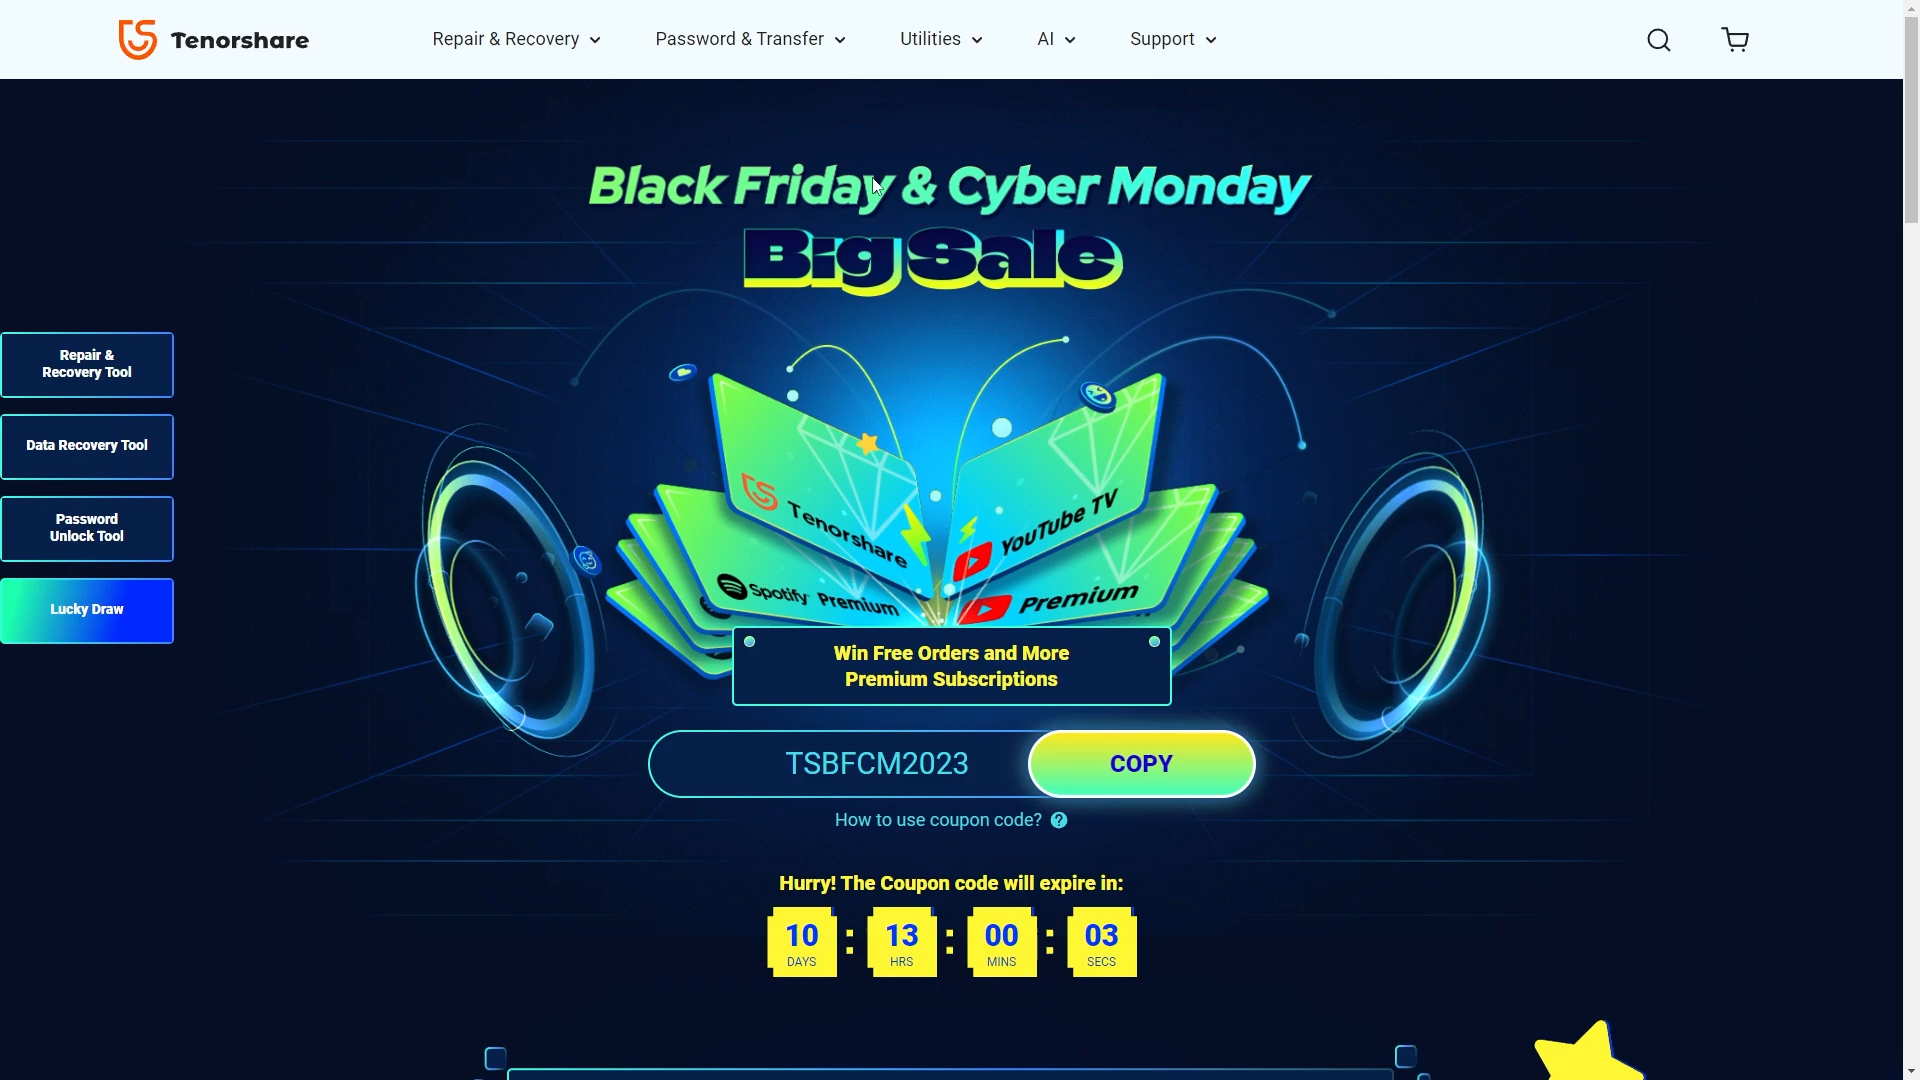 Tenorshare
Repair & Recovery
Password & Transfer
Utilities
AI
Support
Black Friday & Cyber Monday
Big Sale
Repair &
Recovery Tool
Data Recovery Tool
Password
Unlock Tool
Lucky Draw
Tenorshare
YouTube TV
Spotify Premium
Premium
Win Free Orders and More
Premium Subscriptions
TSBFCM2023
COPY
How to use coupon code? ?
Hurry! The Coupon code will expire in:
10 : 13 : 00 : 03
DAYS HRS MINS SECS